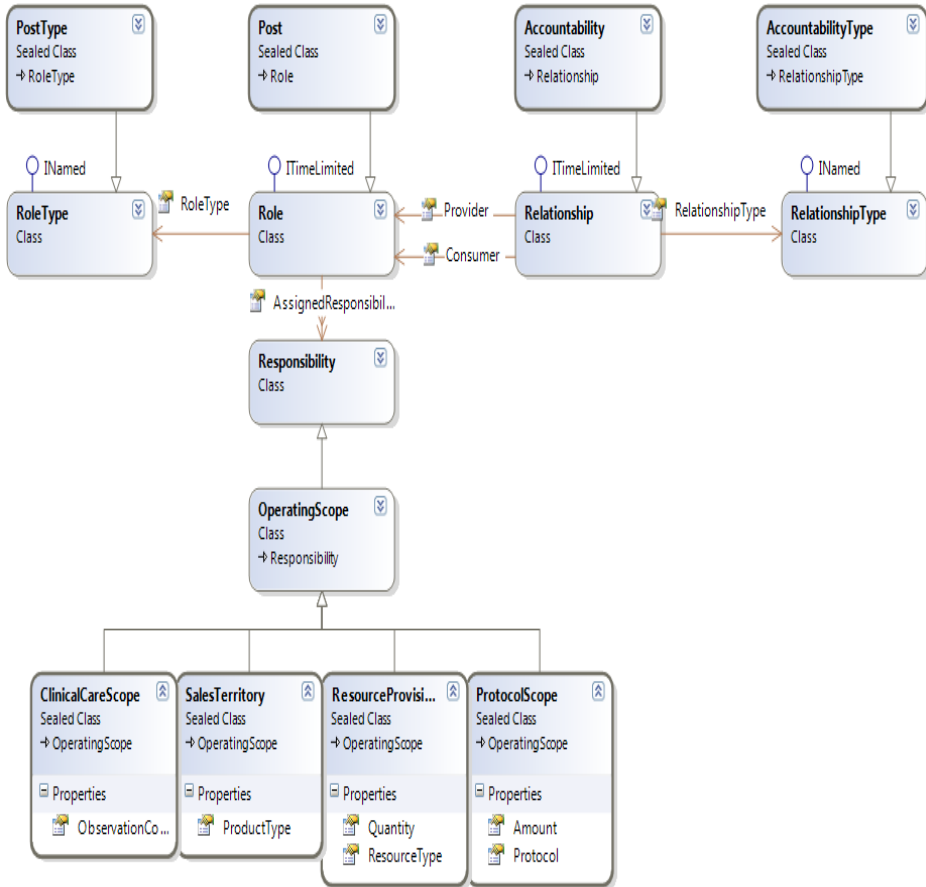 PostType
Sealed Class
RoleType
Post
Sealed Class
Role
Accountability
Sealed Class
Relationship
AccountabilityType
Sealed Class
RelationshipType
INamed
ITimeLimited
ITimeLimited
INamed
RoleType
Class
RoleType
Role
Class
Provider
Consumer
Relationship
Class
RelationshipType
RelationshipType
Class
AssignedResponsibil...
Responsibility
Class
OperatingScope
Class
Responsibility
ClinicalCareScope
Sealed Class
OperatingScope
Properties
ObservationCo...
SalesTerritory
Sealed Class
OperatingScope
Properties
ProductType
ResourceProvisi...
Sealed Class
OperatingScope
Properties
Quantity
ResourceType
ProtocolScope
Sealed Class
OperatingScope
Properties
Amount
Protocol